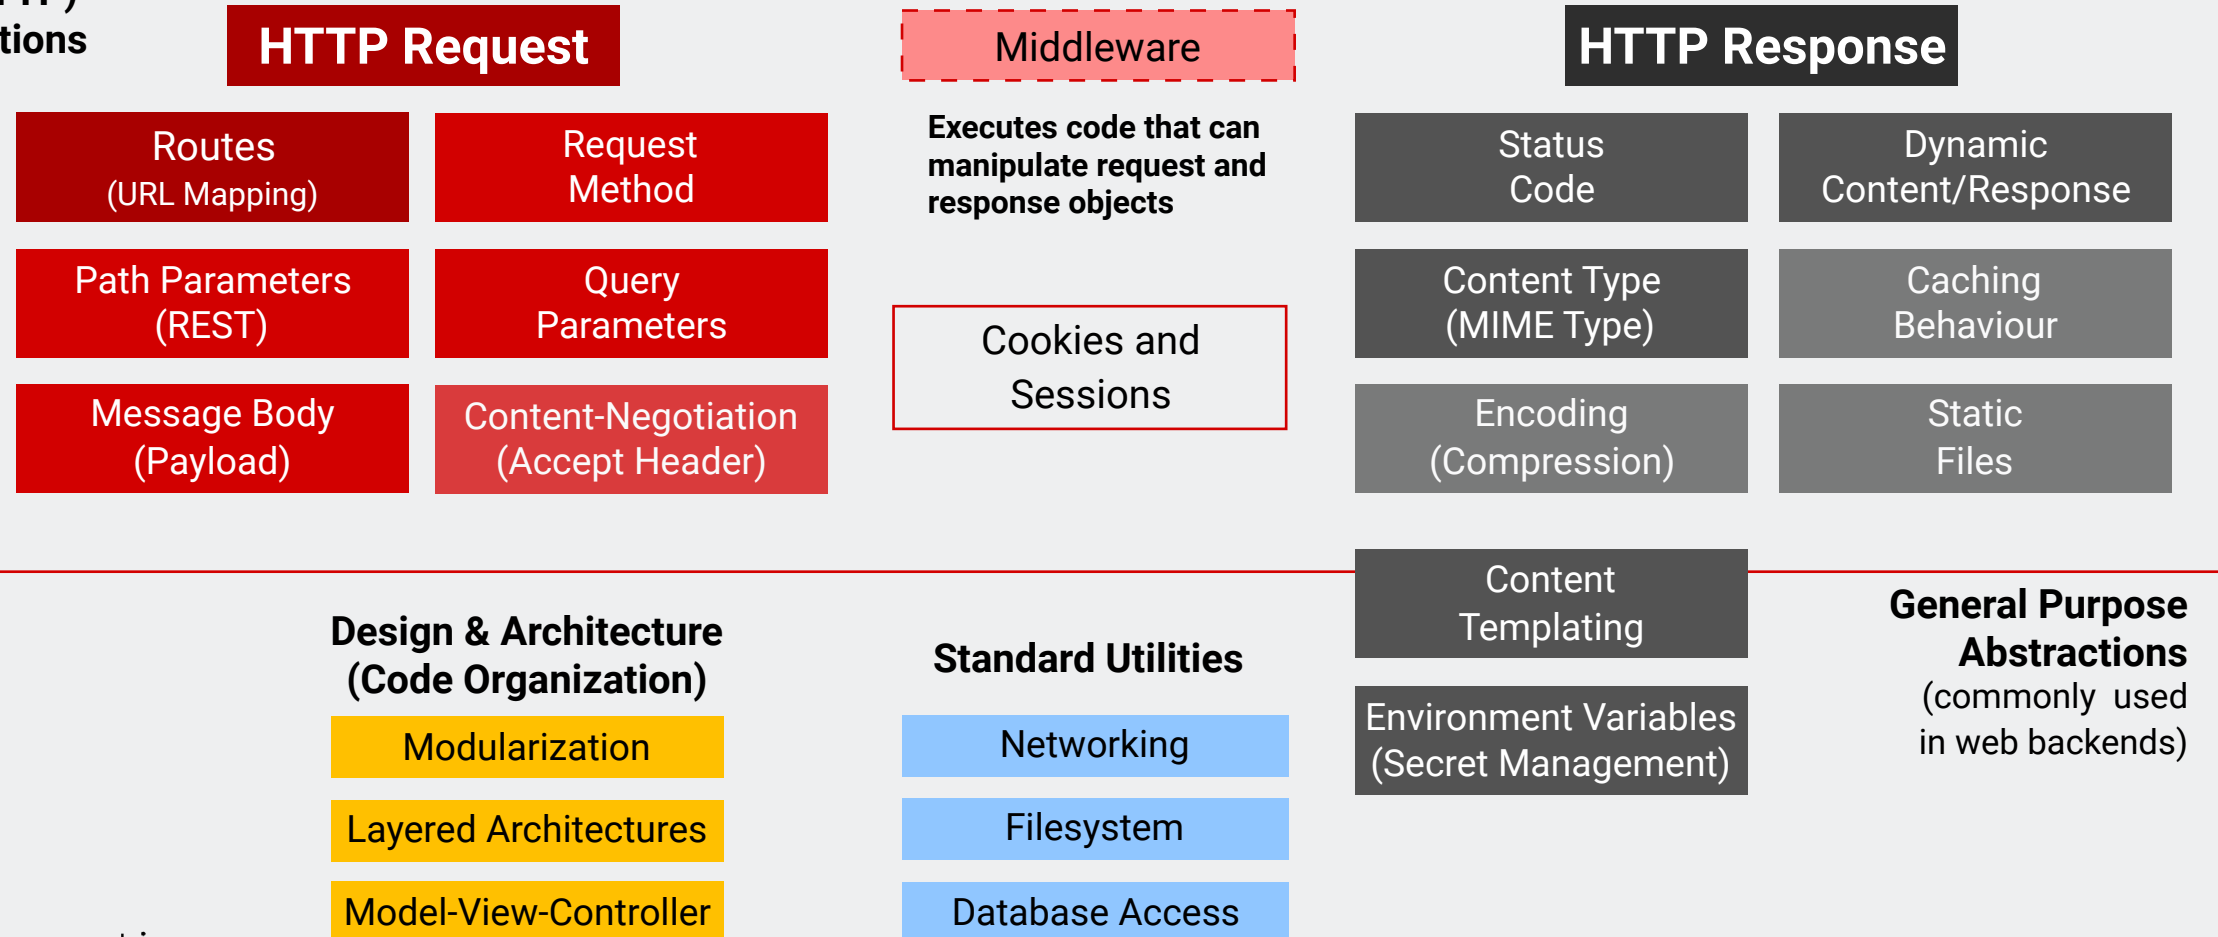 tions
HTTP Request
Middleware
HTTP Response
Routes
(URL Mapping)
Request
Method
Executes code that can
manipulate request and
response objects
Status
Code
Dynamic
Content/Response
Path Parameters
(REST)
Query
Parameters
Cookies and
Sessions
Content Type
(MIME Type)
Caching
Behaviour
Message Body
(Payload)
Content-Negotiation
(Accept Header)
Encoding
(Compression)
Static
Files
Content
Templating
General Purpose
Abstractions
(commonly used
in web backends)
Design & Architecture
(Code Organization)
Standard Utilities
Environment Variables
(Secret Management)
Modularization
Networking
Layered Architectures
Filesystem
Model-View-Controller
Database Access